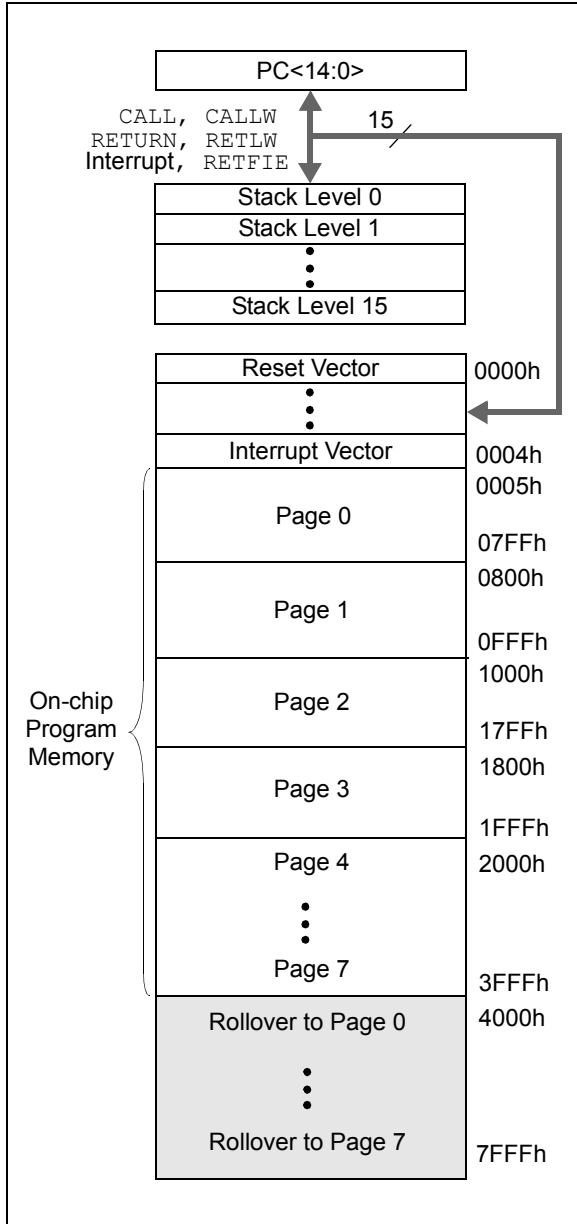 PC<14:0>
CALL, CALLW
RETURN, RETLW
Interrupt, RETFIE
15
Stack Level 0
Stack Level 1
Stack Level 15
Reset Vector
0000h
Interrupt Vector
0004h
0005h
Page 0
07FFh
0800h
Page 1
0FFFh
1000h
Page 2
17FFh
1800h
Page 3
1FFFh
On-chip
Program
Memory
Page 4
2000h
Page 7
3FFFh
Rollover to Page 0
4000h
Rollover to Page 7
7FFFh